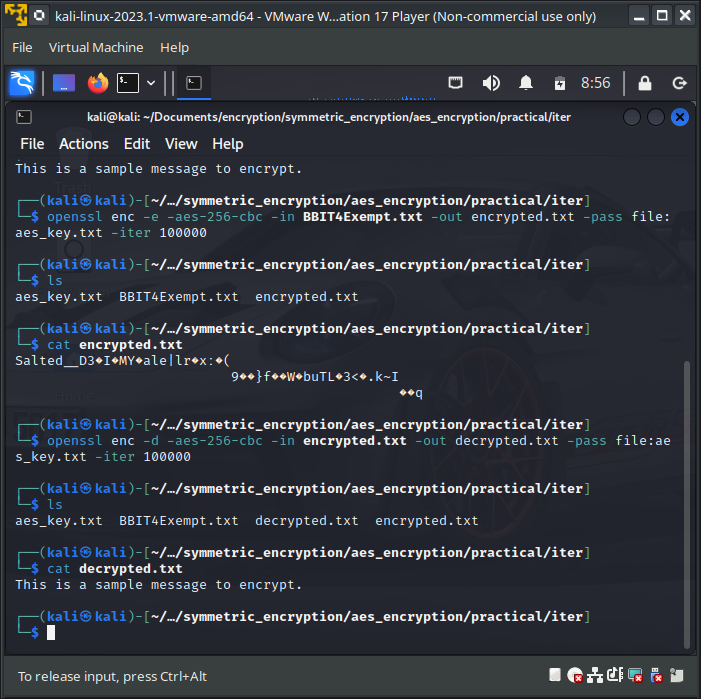 kali-linux-2023.1-vmware-amd64 - VMware W...ation 17 Player (Non-commercial use only)
File Virtual Machine Help
8:56
kali@kali: ~/Documents/encryption/symmetric_encryption/aes_encryption/practical/iter
File Actions Edit View Help
This is a sample message to encrypt.
┌──(kali㉿kali)-[~/…/symmetric_encryption/aes_encryption/practical/iter]
└─$ openssl enc -e -aes-256-cbc -in BBIT4Exempt.txt -out encrypted.txt -pass file:
aes_key.txt -iter 100000
┌──(kali㉿kali)-[~/…/symmetric_encryption/aes_encryption/practical/iter]
└─$ ls
aes_key.txt BBIT4Exempt.txt encrypted.txt
┌──(kali㉿kali)-[~/…/symmetric_encryption/aes_encryption/practical/iter]
└─$ cat encrypted.txt
Salted__D3�I�MY�ale|lr�x:�(
9��}f��W�buTL�3<�.k~I
��q
┌──(kali㉿kali)-[~/…/symmetric_encryption/aes_encryption/practical/iter]
└─$ openssl enc -d -aes-256-cbc -in encrypted.txt -out decrypted.txt -pass file:ae
s_key.txt -iter 100000
┌──(kali㉿kali)-[~/…/symmetric_encryption/aes_encryption/practical/iter]
└─$ ls
aes_key.txt BBIT4Exempt.txt decrypted.txt encrypted.txt
┌──(kali㉿kali)-[~/…/symmetric_encryption/aes_encryption/practical/iter]
└─$ cat decrypted.txt
This is a sample message to encrypt.
┌──(kali㉿kali)-[~/…/symmetric_encryption/aes_encryption/practical/iter]
└─$
To release input, press Ctrl+Alt